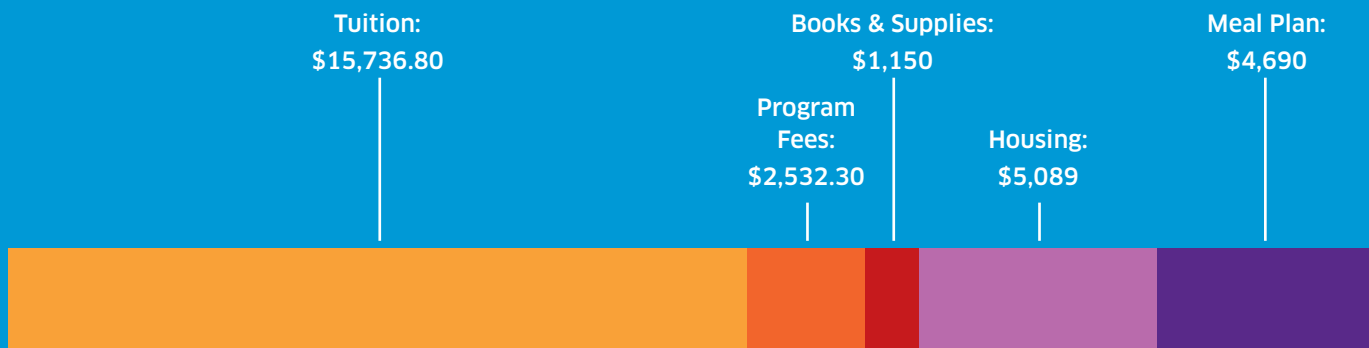 Tuition:
$15,736.80
Program
Fees:
$2,532.30
Books & Supplies:
$1,150
Housing:
$5,089
Meal Plan:
$4,690